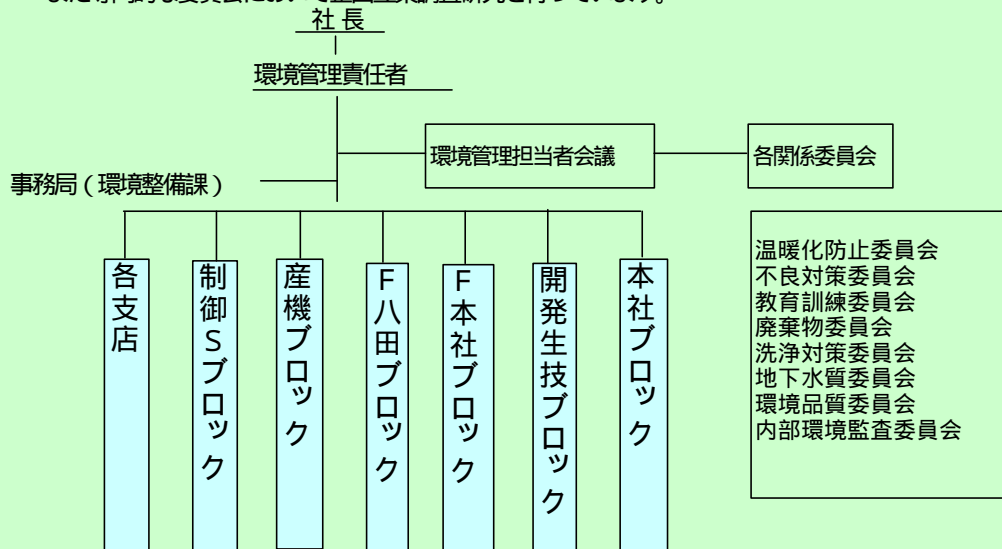 社 長
環境管理責任者
環境管理担当者会議
各関係委員会
事務局（環境整備課）
各支店
制御Sブロック
産機ブロック
F八田ブロック
F本社ブロック
開発生技ブロック
本社ブロック
温暖化防止委員会
不良対策委員会
教育訓練委員会
廃棄物委員会
洗浄対策委員会
地下水質委員会
環境品質委員会
内部環境監査委員会